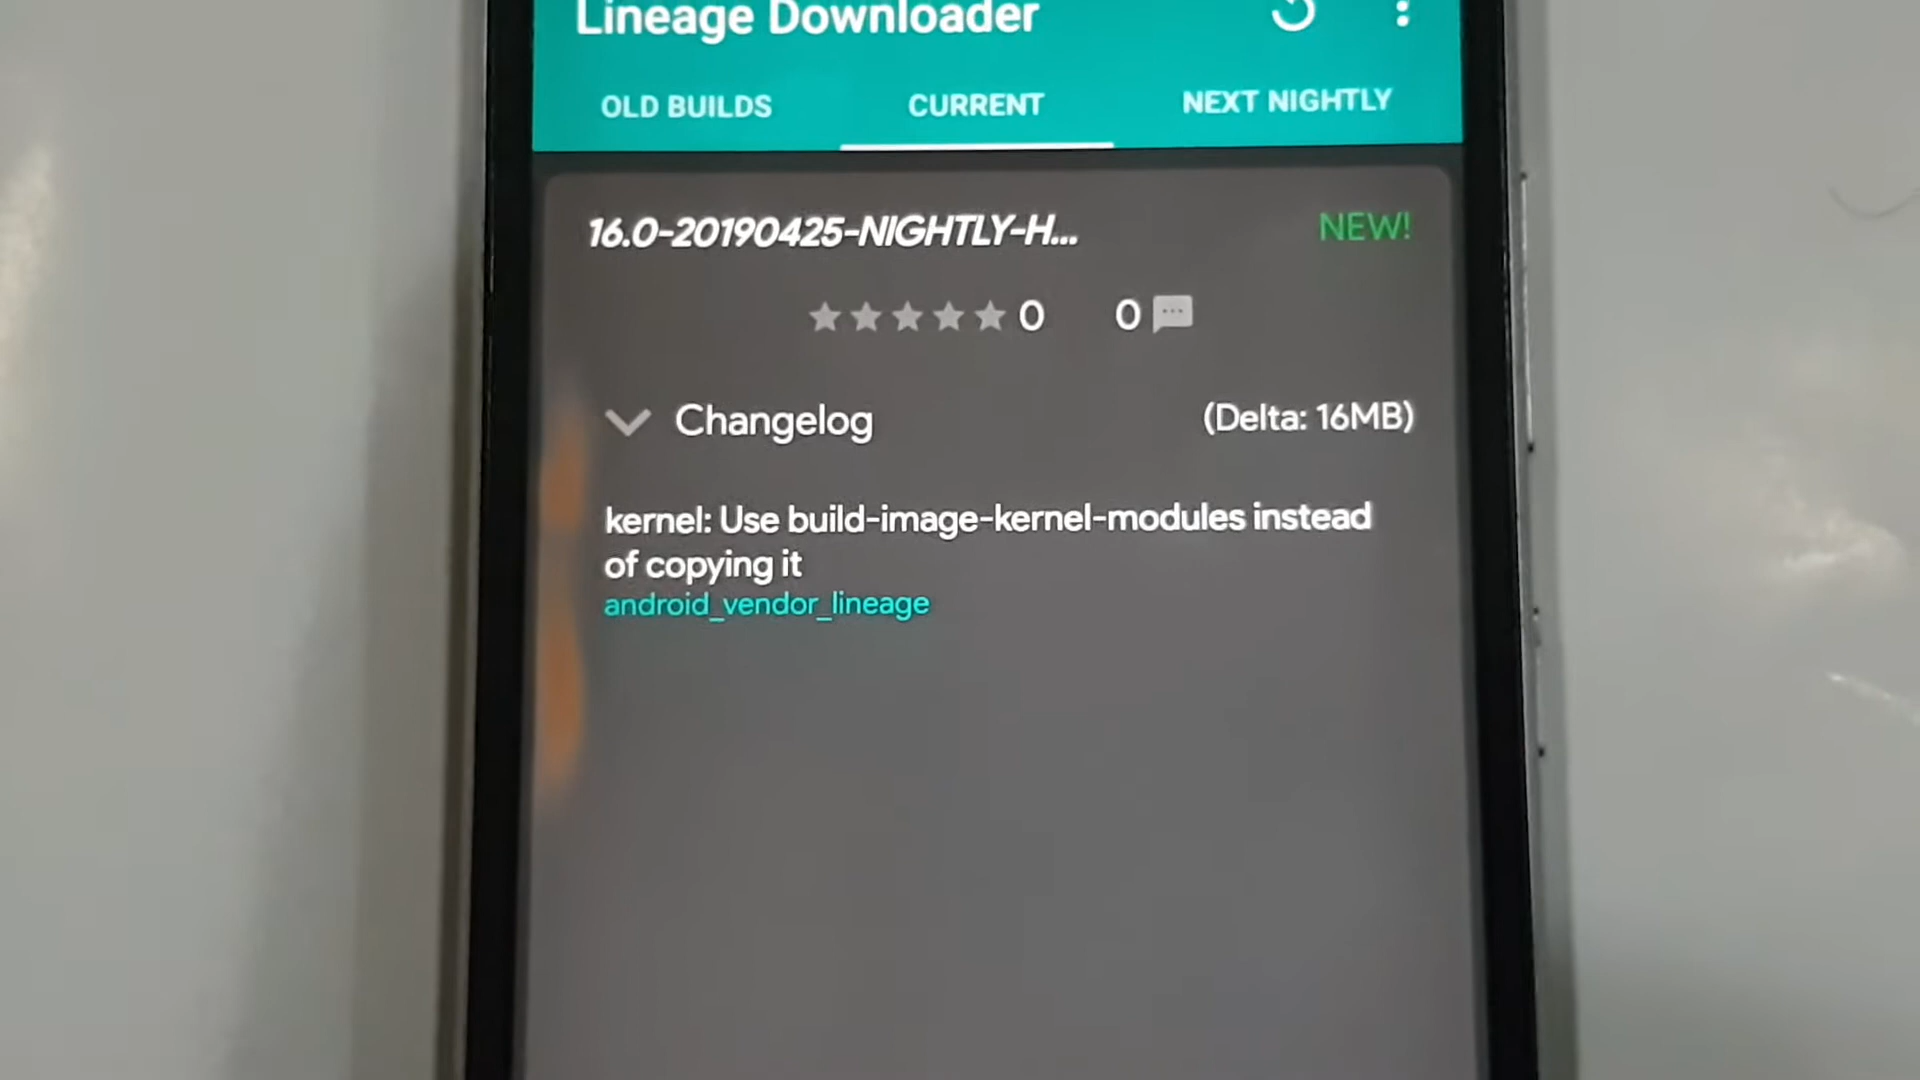 Lineage Downloader
OLD BUILDS CURRENT NEXT NIGHTLY
16.0-20190425-NIGHTLY-H... NEW!
0 0
Changelog (Delta: 16MB)
kernel: Use build-image-kernel-modules instead
of copying it
android_vendor_lineage